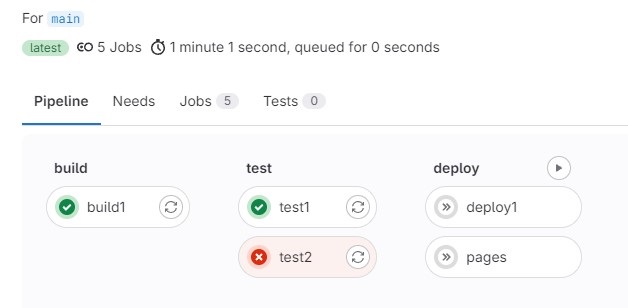 For main
latest 5 Jobs 1 minute 1 second, queued for 0 seconds
Pipeline Needs Jobs 5 Tests 0
build test deploy
build1 test1 deploy1
test2 pages